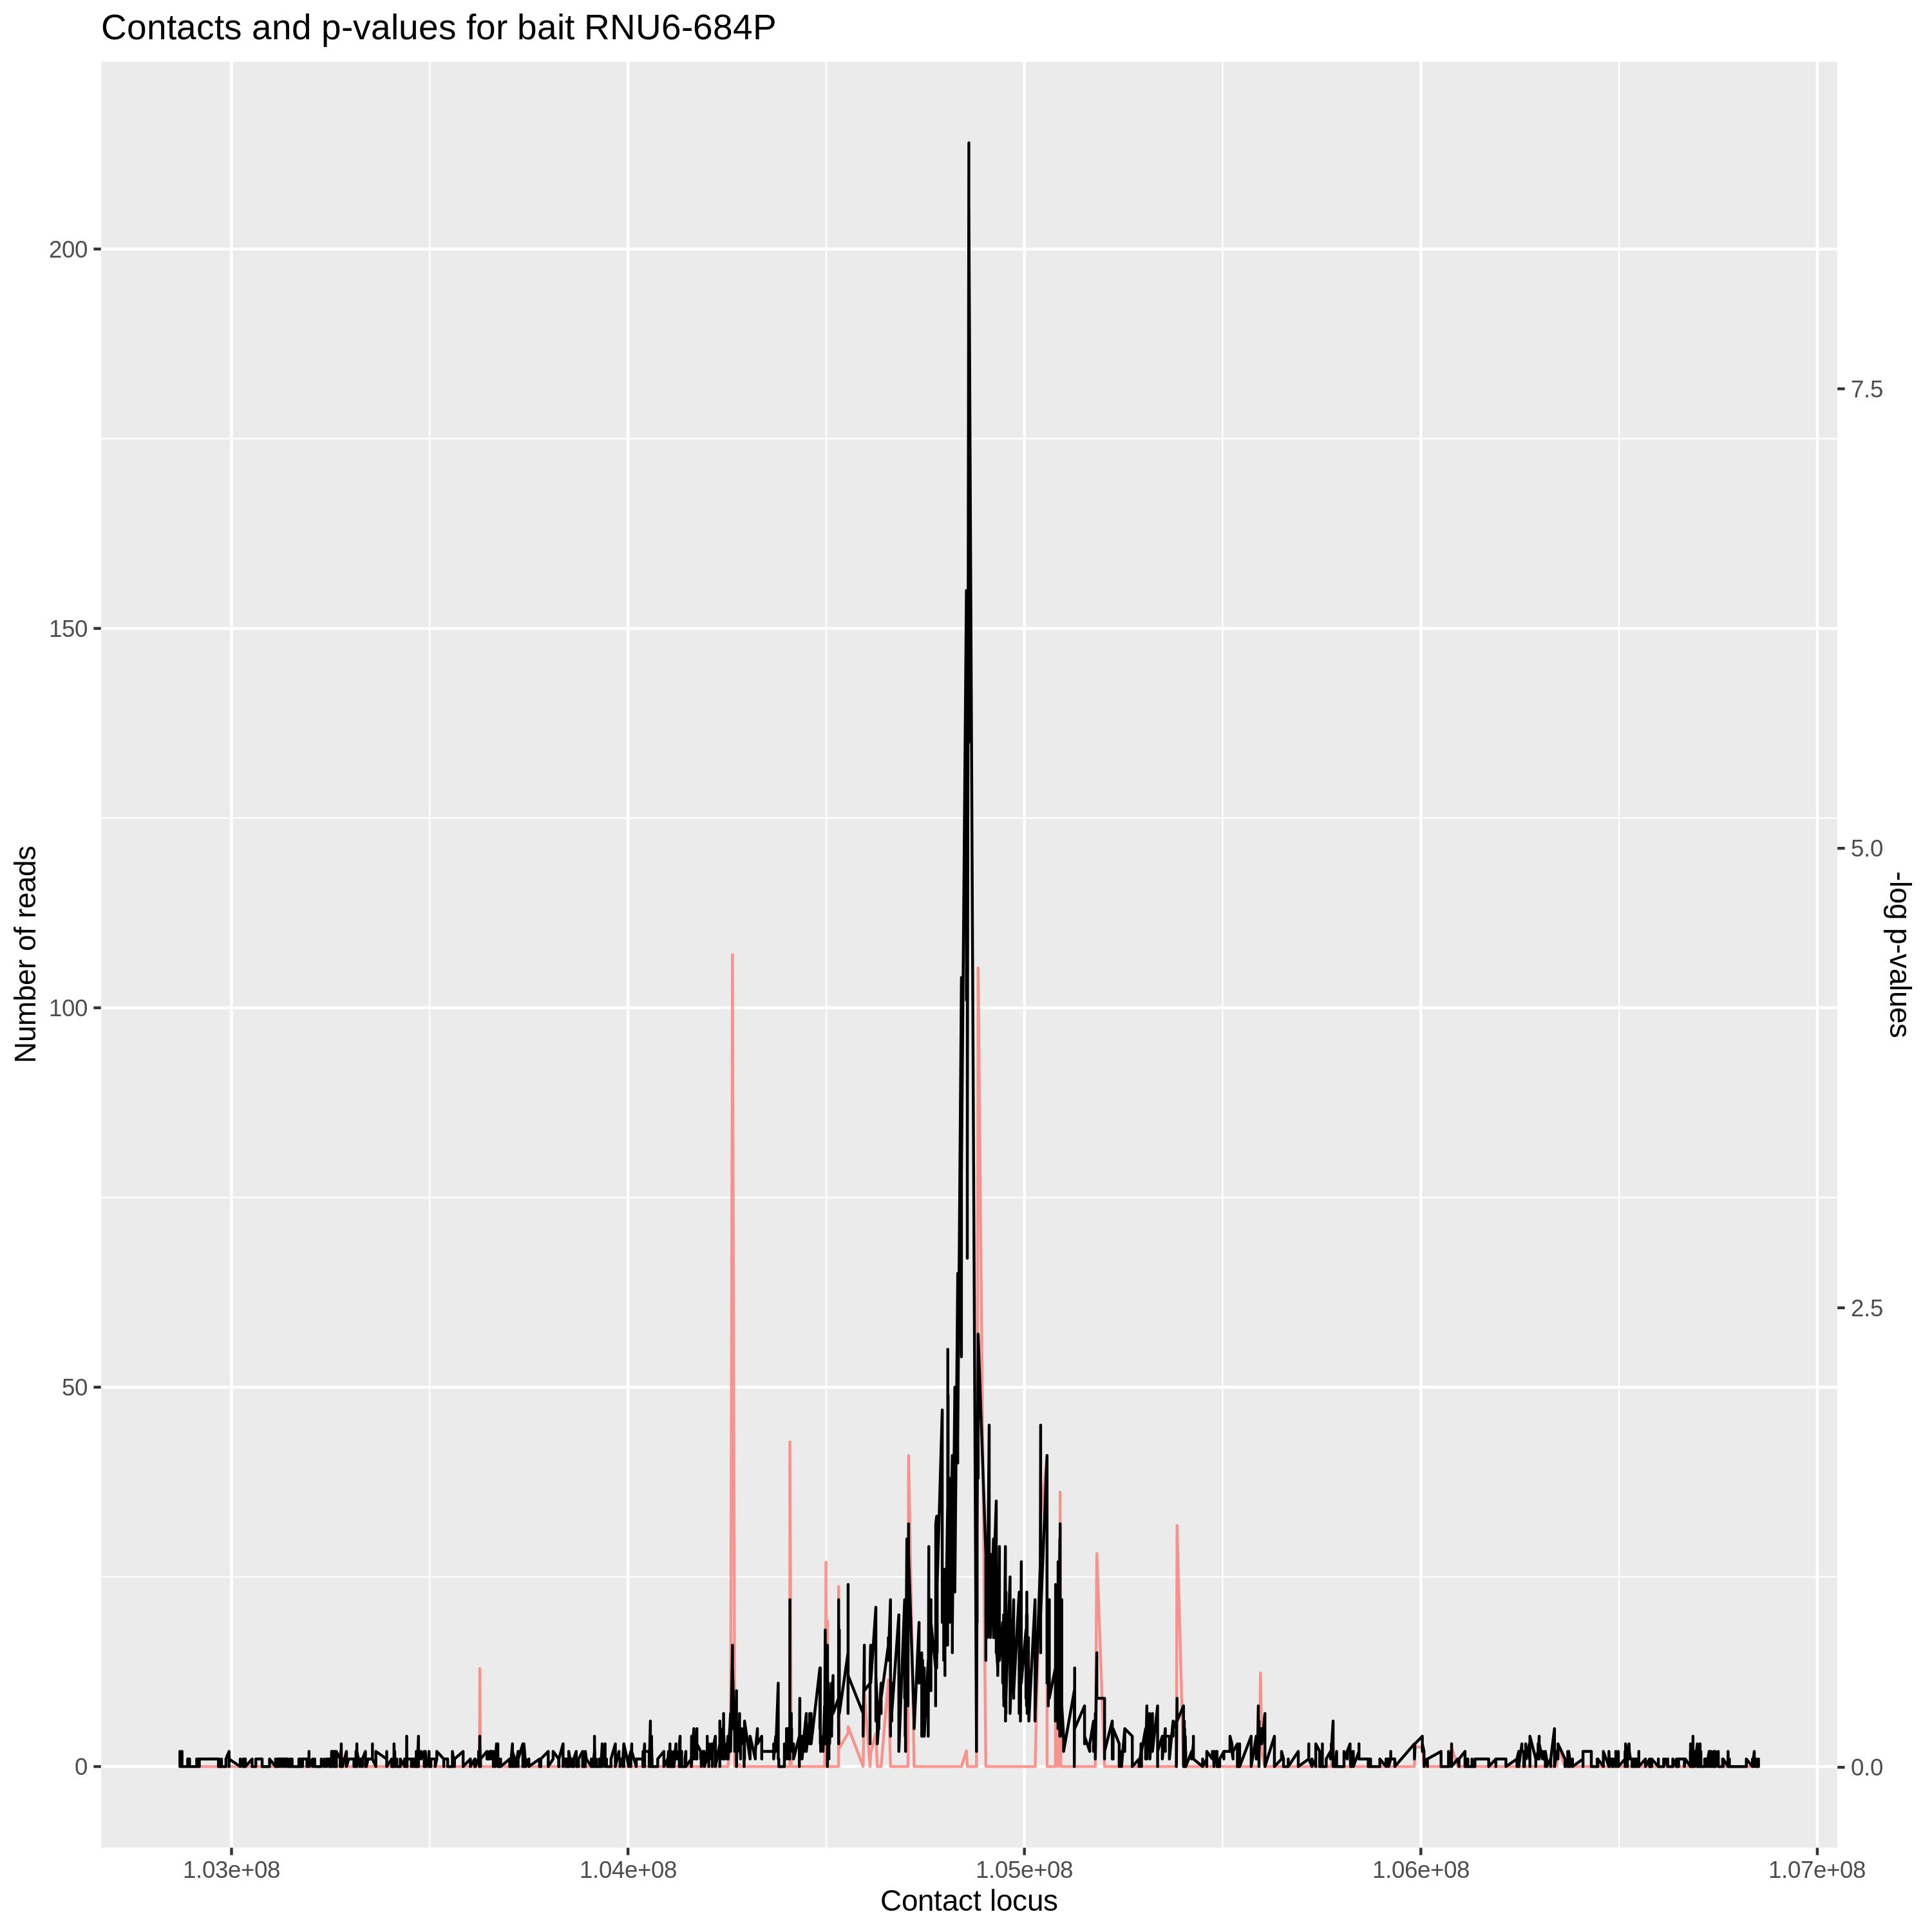 Contacts and p-values for bait RNU6-684P
200
150
100
50
0
Number of reads
7.5
5.0
2.5
0.0
-log p-values
1.03e+08
1.04e+08
1.05e+08
1.06e+08
1.07e+08
Contact locus